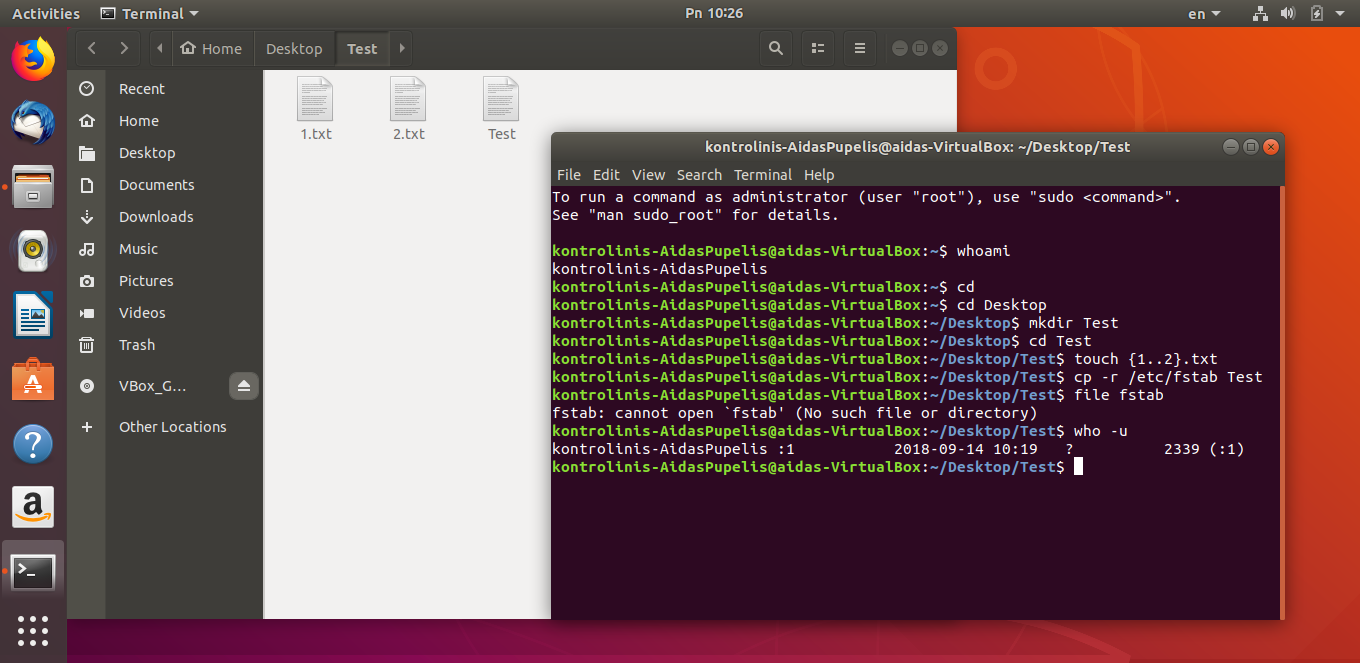 Activities Terminal Pn 10:26 en
Home Desktop Test
Recent
Home
Desktop
Documents
Downloads
Music
Pictures
Videos
Trash
VBox_G…
Other Locations
1.txt 2.txt Test
kontrolinis-AidasPupelis@aidas-VirtualBox: ~/Desktop/Test
File Edit View Search Terminal Help
To run a command as administrator (user "root"), use "sudo <command>".
See "man sudo_root" for details.
kontrolinis-AidasPupelis@aidas-VirtualBox:~$ whoami
kontrolinis-AidasPupelis
kontrolinis-AidasPupelis@aidas-VirtualBox:~$ cd
kontrolinis-AidasPupelis@aidas-VirtualBox:~$ cd Desktop
kontrolinis-AidasPupelis@aidas-VirtualBox:~/Desktop$ mkdir Test
kontrolinis-AidasPupelis@aidas-VirtualBox:~/Desktop$ cd Test
kontrolinis-AidasPupelis@aidas-VirtualBox:~/Desktop/Test$ touch {1..2}.txt
kontrolinis-AidasPupelis@aidas-VirtualBox:~/Desktop/Test$ cp -r /etc/fstab Test
kontrolinis-AidasPupelis@aidas-VirtualBox:~/Desktop/Test$ file fstab
fstab: cannot open `fstab' (No such file or directory)
kontrolinis-AidasPupelis@aidas-VirtualBox:~/Desktop/Test$ who -u
kontrolinis-AidasPupelis :1 2018-09-14 10:19 ? 2339 (:1)
kontrolinis-AidasPupelis@aidas-VirtualBox:~/Desktop/Test$